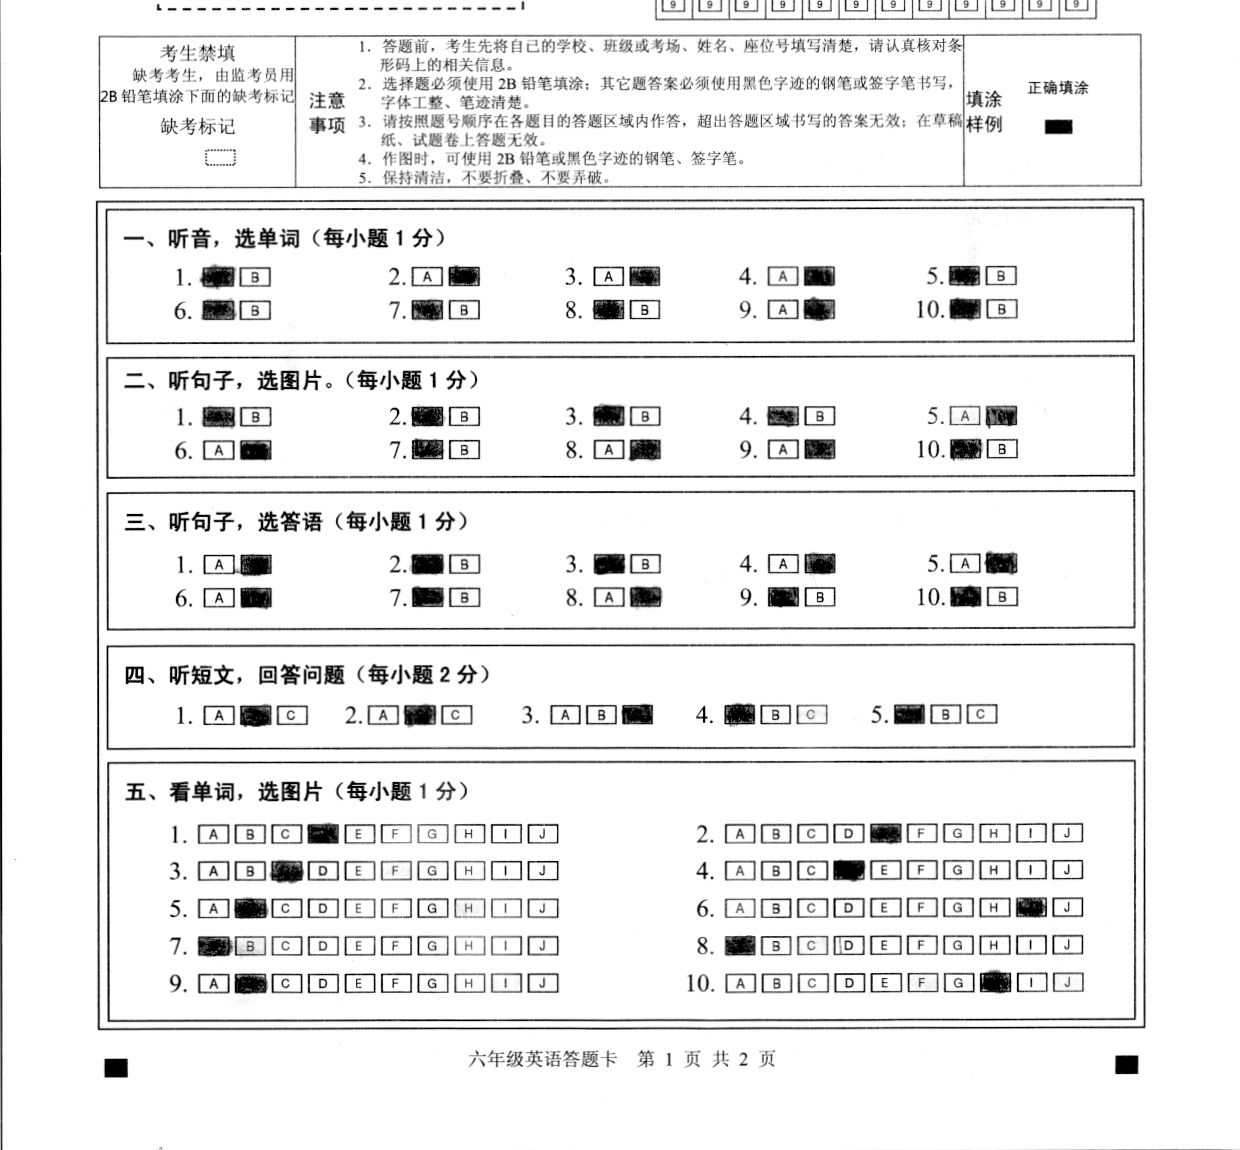 9 9 9 9 9 9 9 9 9 9 9 9
考生禁填
缺考考生，由监考员用
2B 铅笔填涂下面的缺考标记
缺考标记
注意
事项
1．答题前，考生先将自已的学校、班级或考场、姓名、座位号填写清楚，请认真核对条
形码上的相关信息。
2．选择题必须使用 2B 铅笔填涂；其它题答案必须使用黑色字迹的钢笔或签字笔书写，
字体工整、笔迹清楚。
3．请按照题号顺序在各题目的答题区域内作答，超出答题区域书写的答案无效；在草稿
纸、试题卷上答题无效。
4．作图时，可使用 2B 铅笔或黑色字迹的钢笔、签字笔。
5．保持清洁，不要折叠、不要弄破。
填涂
样例
正确填涂
一、听音，选单词（每小题 1 分）
1. B 2. A 3. A 4. A 5. B
6. B 7. B 8. B 9. A 10. B
二、听句子，选图片。（每小题 1 分）
1. B 2. B 3. B 4. B 5. A
6. A 7. B 8. A 9. A 10. B
三、听句子，选答语（每小题 1 分）
1. A 2. B 3. B 4. A 5. A
6. A 7. B 8. A 9. B 10. B
四、听短文，回答问题（每小题 2 分）
1. A C 2. A C 3. A B 4. B C 5. B C
五、看单词，选图片（每小题 1 分）
1. A B C E F G H I J 2. A B C D F G H I J
3. A B D E F G H I J 4. A B C E F G H I J
5. A C D E F G H I J 6. A B C D E F G H J
7. B C D E F G H I J 8. B C D E F G H I J
9. A C D E F G H I J 10. A B C D E F G I J
六年级英语答题卡 第 1 页 共 2 页